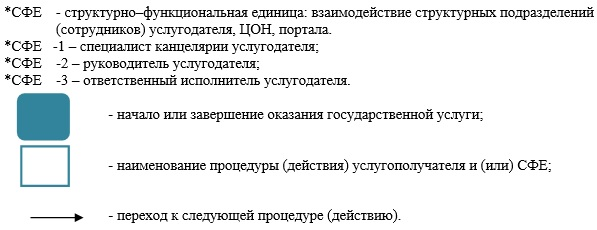 *СФЕ - структурно–функциональная единица: взаимодействие структурных подразделений
(сотрудников) услугодателя, ЦОН, портала.
*СФЕ -1 – специалист канцелярии услугодателя;
*СФЕ -2 – руководитель услугодателя;
*СФЕ -3 – ответственный исполнитель услугодателя.
- начало или завершение оказания государственной услуги;
- наименование процедуры (действия) услугополучателя и (или) СФЕ;
- переход к следующей процедуре (действию).